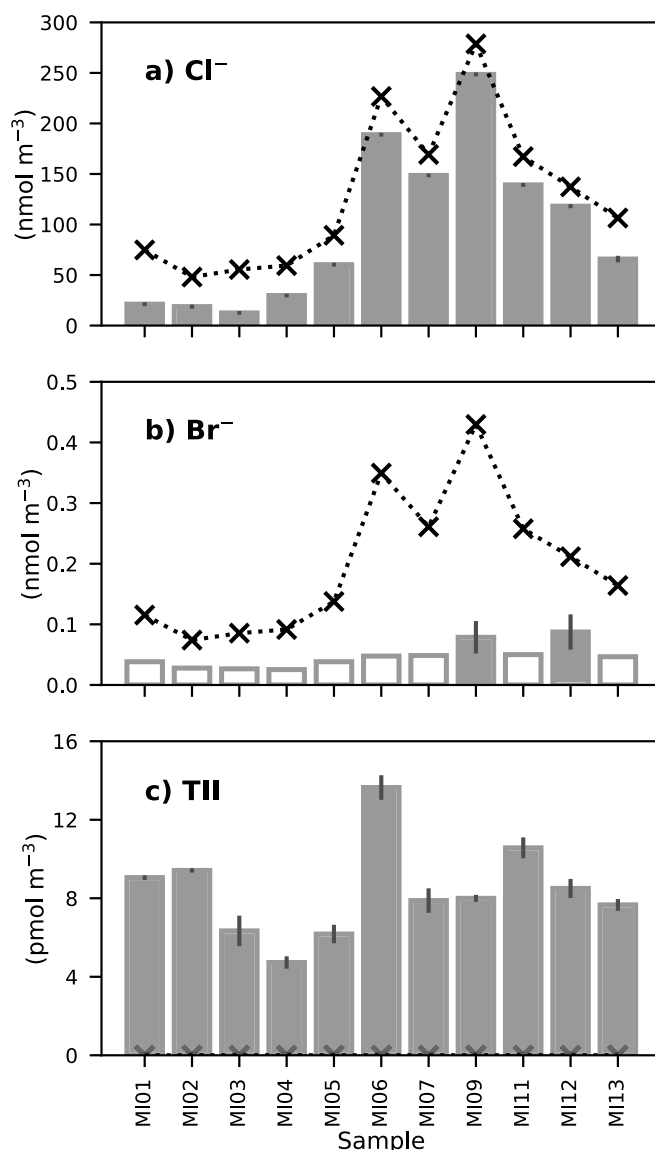 300
250
200
150
100
50
0
(nmol m⁻³)
a) Cl⁻
0.5
0.4
0.3
0.2
0.1
0.0
(nmol m⁻³)
b) Br⁻
16
12
8
4
0
(pmol m⁻³)
c) TII
MI01
MI02
MI03
MI04
MI05
MI06
MI07
MI09
MI11
MI12
MI13
Sample